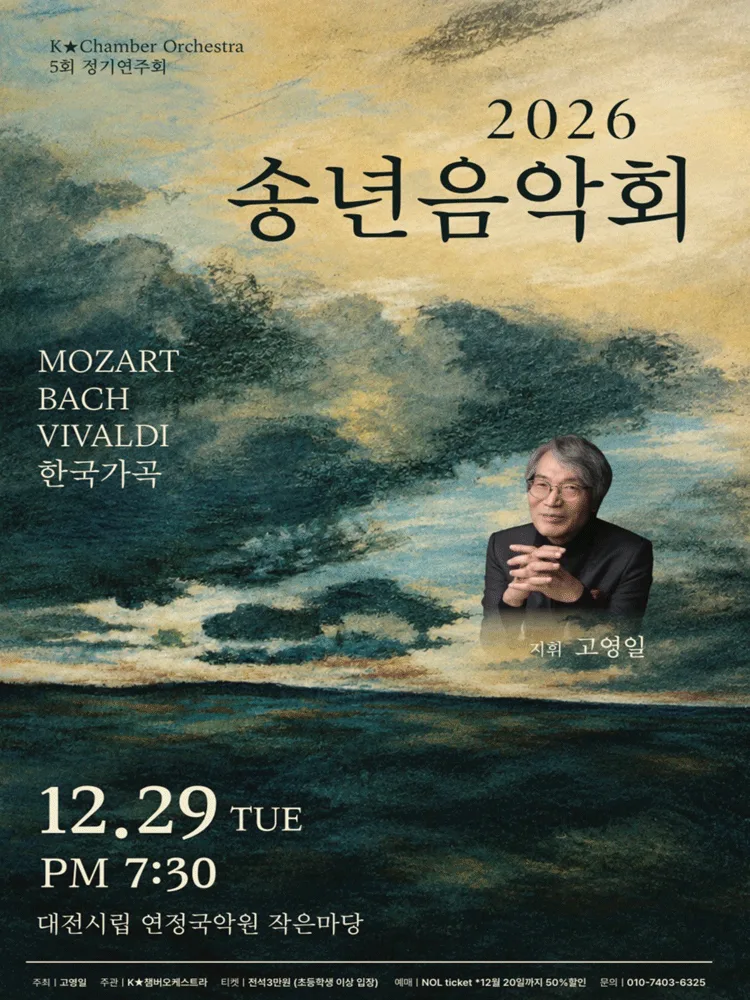 K★Chamber Orchestra
5회 정기연주회
2026
송년음악회
MOZART
BACH
VIVALDI
한국가곡
지휘 고영일
12.29 TUE
PM 7:30
대전시립 연정국악원 작은마당
주최 | 고영일 주관 | K★챔버오케스트라 티켓 | 전석3만원 (초등학생 이상 입장) 예매 | NOL ticket *12월 20일까지 50%할인 문의 | 010-7403-6325